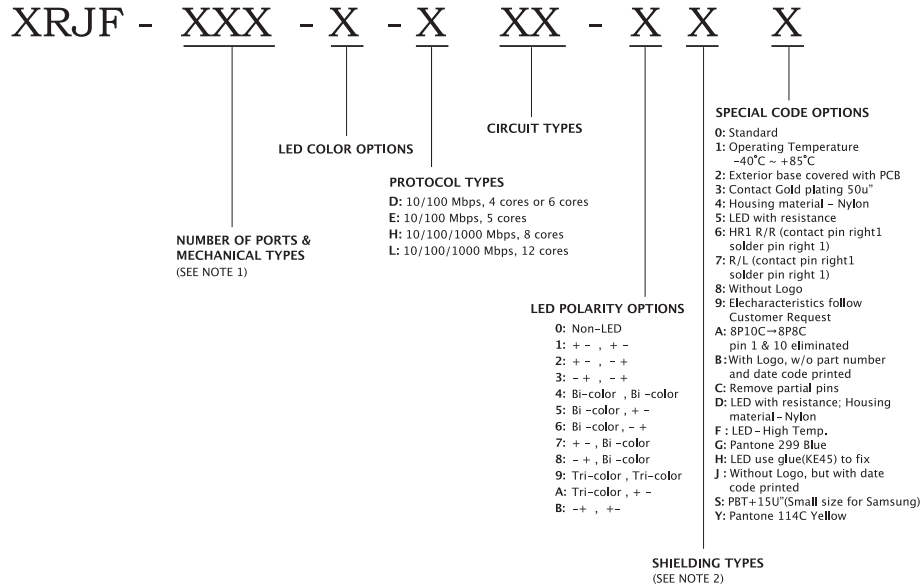 XRJF - XXX - X - X XX - X X X
SPECIAL CODE OPTIONS
0: Standard
1: Operating Temperature
-40°C ~ +85°C
2: Exterior base covered with PCB
3: Contact Gold plating 50u"
4: Housing material - Nylon
5: LED with resistance
6: HR1 R/R (contact pin right1
solder pin right 1)
7: R/L (contact pin right1
solder pin right 1)
8: Without Logo
9: Elecharacteristics follow
Customer Request
A: 8P10C→8P8C
pin 1 & 10 eliminated
B: With Logo, w/o part number
and date code printed
C: Remove partial pins
D: LED with resistance; Housing
material-Nylon
F : LED-High Temp.
G: Pantone 299 Blue
H: LED use glue(KE45) to fix
J : Without Logo, but with date
code printed
S: PBT+15U"(Small size for Samsung)
Y: Pantone 114C Yellow
CIRCUIT TYPES
LED COLOR OPTIONS
PROTOCOL TYPES
D: 10/100 Mbps, 4 cores or 6 cores
E: 10/100 Mbps, 5 cores
H: 10/100/1000 Mbps, 8 cores
L: 10/100/1000 Mbps, 12 cores
NUMBER OF PORTS &
MECHANICAL TYPES
(SEE NOTE 1)
LED POLARITY OPTIONS
0: Non-LED
1: + - , + -
2: + - , - +
3: - + , - +
4: Bi-color , Bi -color
5: Bi -color , + -
6: Bi -color, - +
7: + - , Bi-color
8: - + , Bi -color
9: Tri-color , Tri-color
A: Tri-color , + -
B: -+ , +-
SHIELDING TYPES
(SEE NOTE 2)